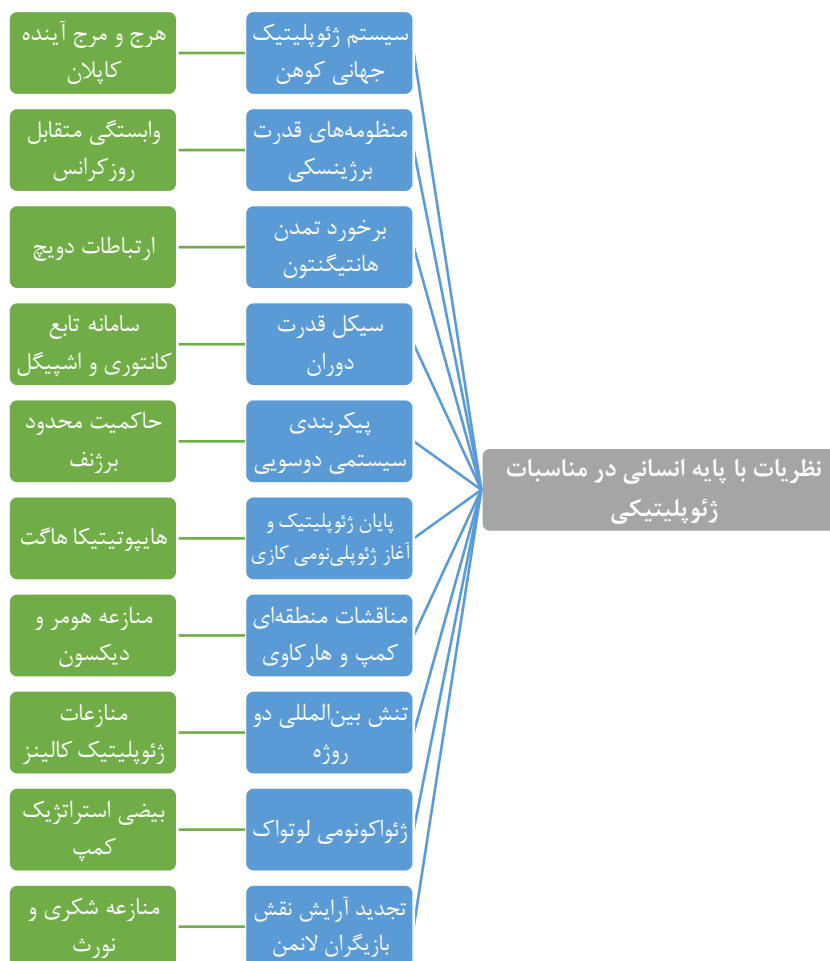 نظریات با پایه انسانی در مناسبات
ژئوپلیتیکی
سیستم ژئوپلیتیک
جهانی کوهن
هرج و مرج آینده
کاپلان
منظومه‌های قدرت
برژینسکی
وابستگی متقابل
روزکرانس
برخورد تمدن
هانتیگنتون
ارتباطات دویچ
سیکل قدرت
دوران
سامانه تابع
کانتوری و اشپیگل
پیکربندی
سیستمی دوسویی
حاکمیت محدود
برژنف
پایان ژئوپلیتیک و
آغاز ژئوپلی‌نومی کازی
هایپوتیتیکا هاگت
مناقشات منطقه‌ای
کمپ و هارکاوی
منازعه هومر و
دیکسون
تنش بین‌المللی دو
روژه
منازعات
ژئوپلیتیک کالینز
ژئواکونومی لوتواک
بیضی استراتژیک
کمپ
تجدید آرایش نقش
بازیگران لانمن
منازعه شکری و
نورث